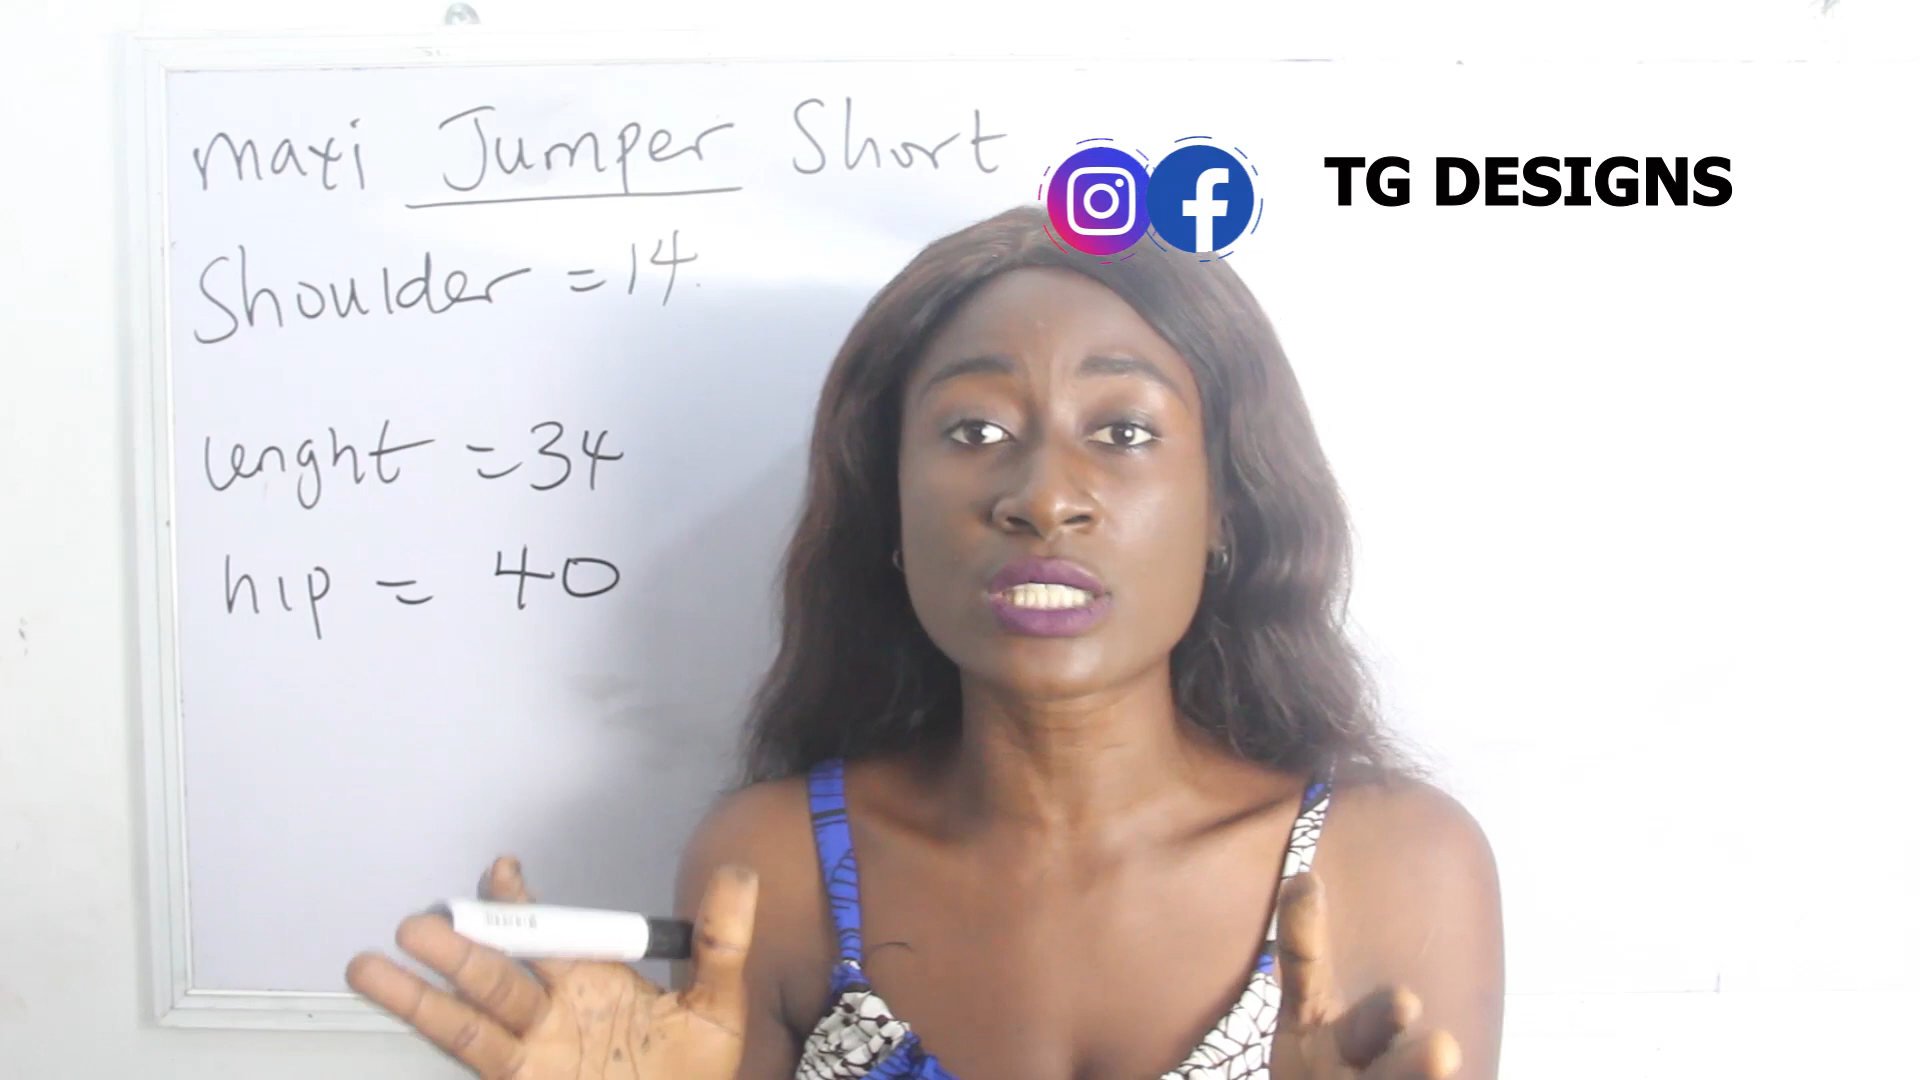 maxi Jumper Short
TG DESIGNS
Shoulder = 14.
lenght = 34
hip = 40